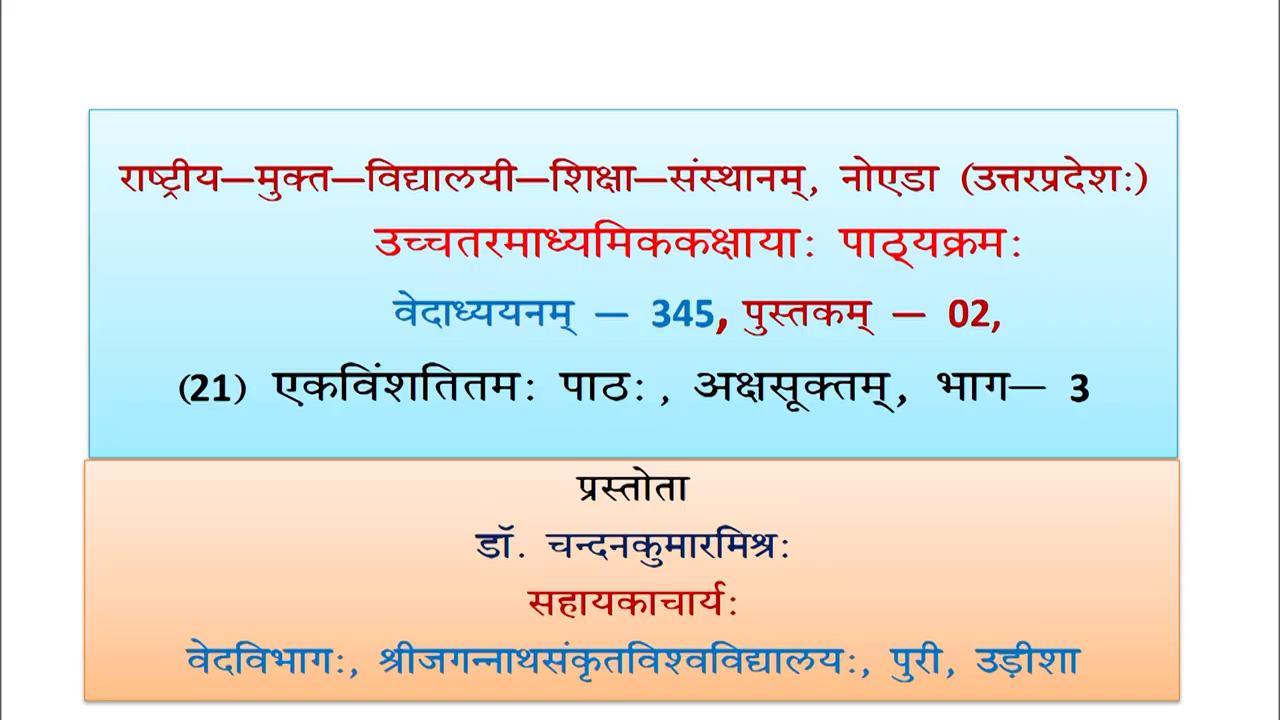 राष्ट्रीय—मुक्त—विद्यालयी—शिक्षा—संस्थानम्, नोएडा (उत्तरप्रदेशः)
उच्चतरमाध्यमिककक्षायाः पाठ्यक्रमः
वेदाध्ययनम् — 345, पुस्तकम् — 02,
(21) एकविंशतितमः पाठः, अक्षसूक्तम्, भाग— 3
प्रस्तोता
डॉ. चन्दनकुमारमिश्रः
सहायकाचार्यः
वेदविभागः, श्रीजगन्नाथसंकृतविश्वविद्यालयः, पुरी, उड़ीशा